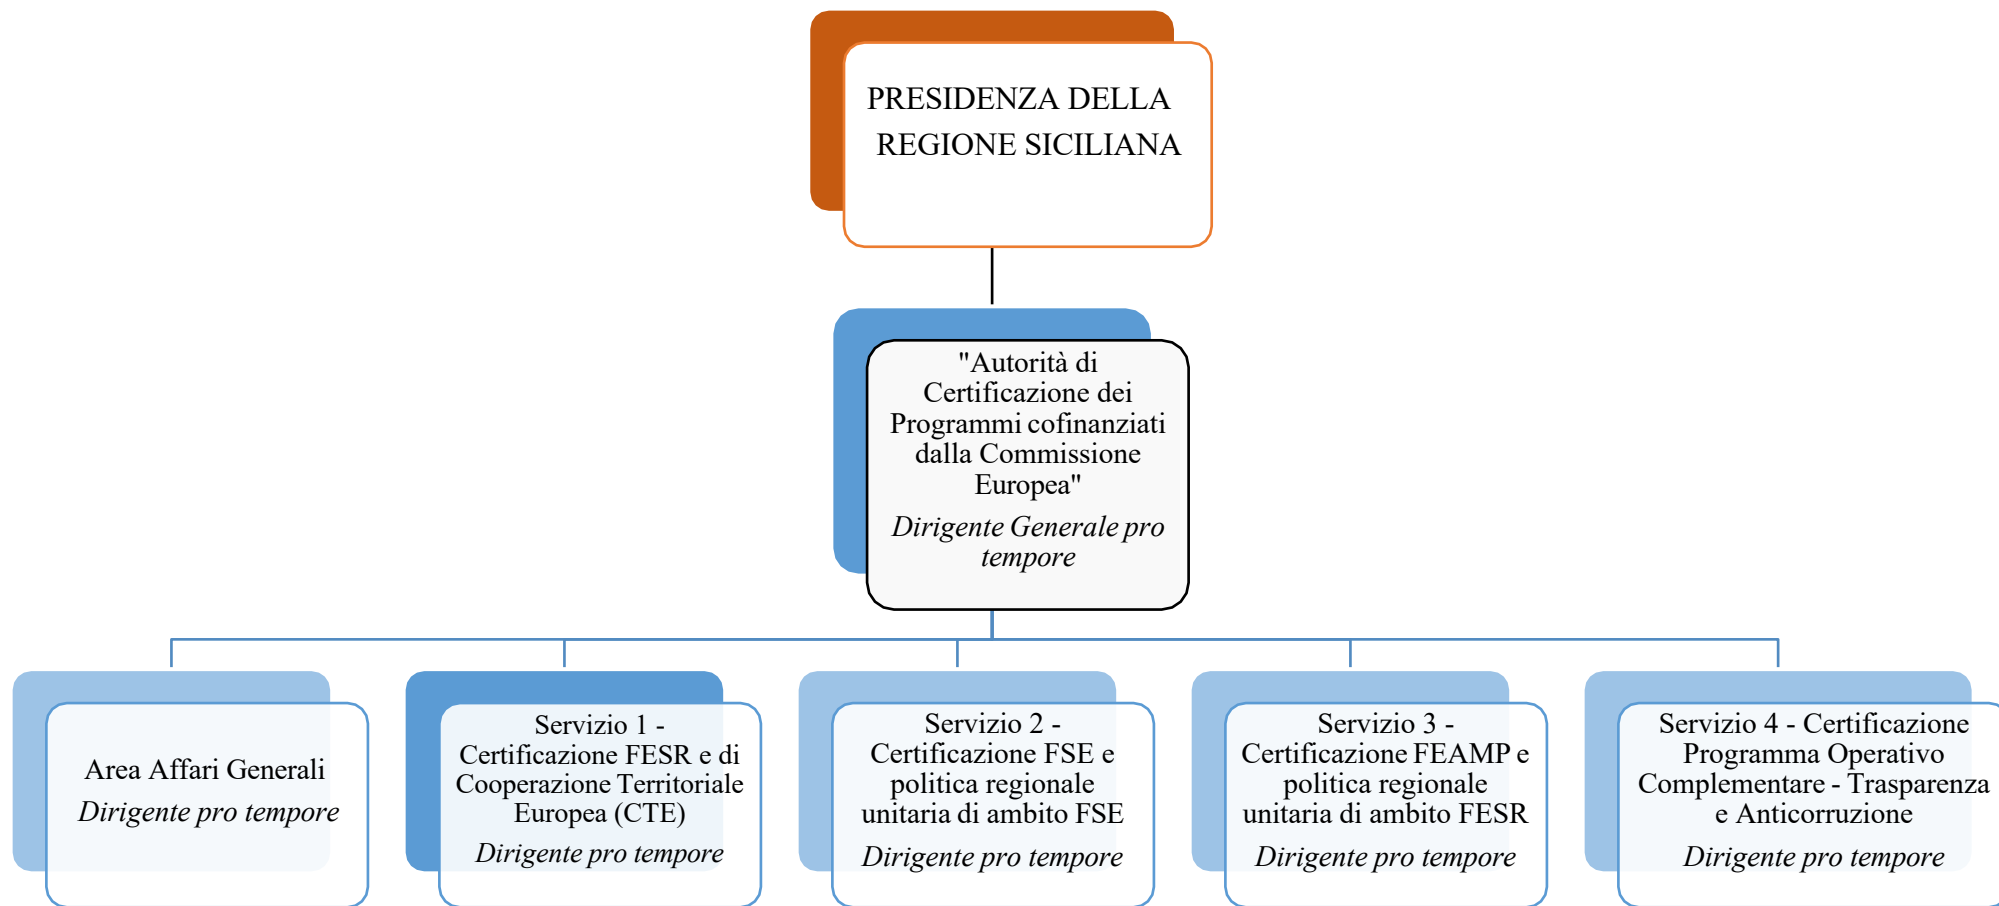 PRESIDENZA DELLA
REGIONE SICILIANA
"Autorità di
Certificazione dei
Programmi cofinanziati
dalla Commissione
Europea"
Dirigente Generale pro
tempore
Area Affari Generali
Dirigente pro tempore
Servizio 1 -
Certificazione FESR e di
Cooperazione Territoriale
Europea (CTE)
Dirigente pro tempore
Servizio 2 -
Certificazione FSE e
politica regionale
unitaria di ambito FSE
Dirigente pro tempore
Servizio 3 -
Certificazione FEAMP e
politica regionale
unitaria di ambito FESR
Dirigente pro tempore
Servizio 4 - Certificazione
Programma Operativo
Complementare - Trasparenza
e Anticorruzione
Dirigente pro tempore